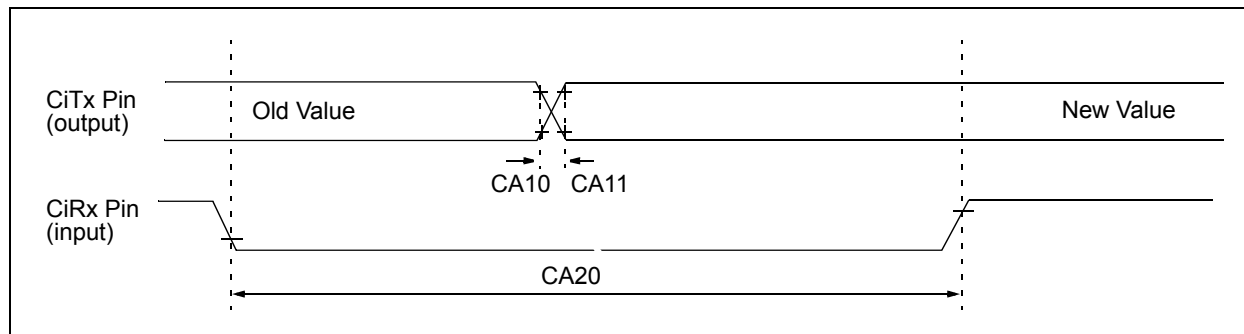 CiTx Pin
(output)
Old Value
New Value
CA10 CA11
CiRx Pin
(input)
CA20